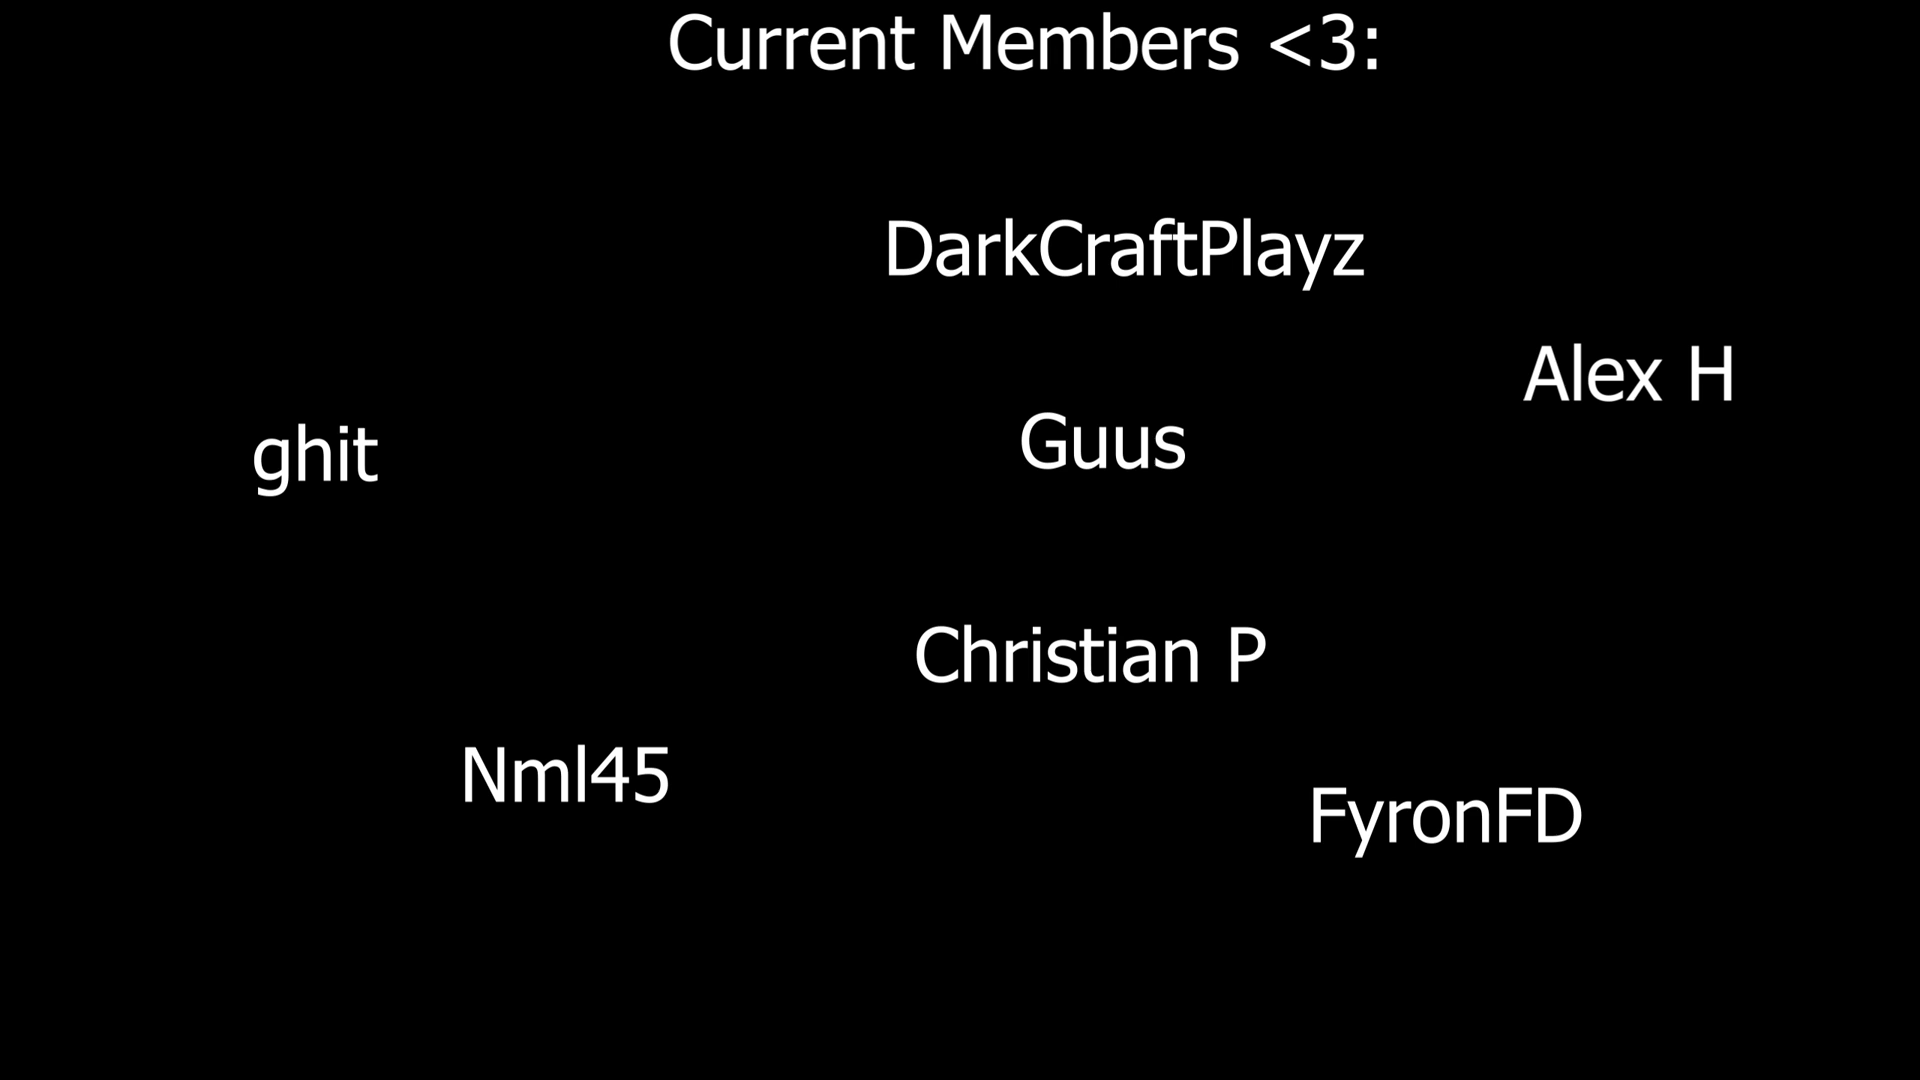 Current Members <3:
DarkCraftPlayz
Alex H
Guus
ghit
Christian P
Nml45
FyronFD